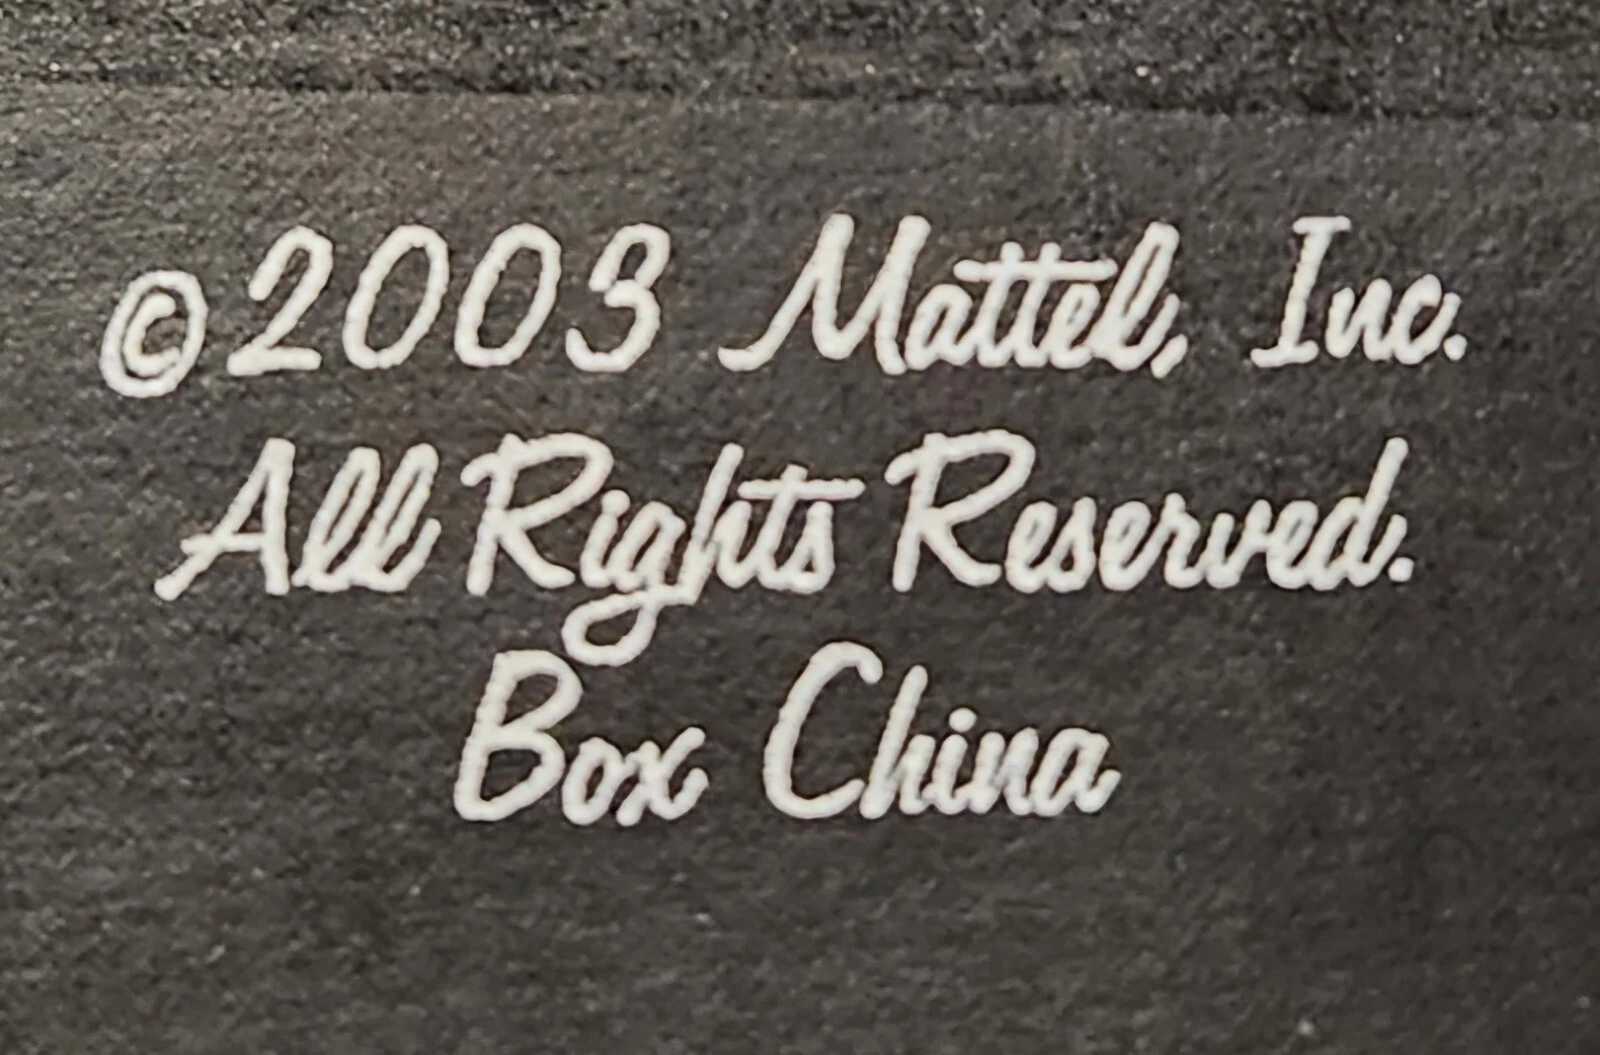 ©2003 Mattel, Inc.
All Rights Reserved.
Box China